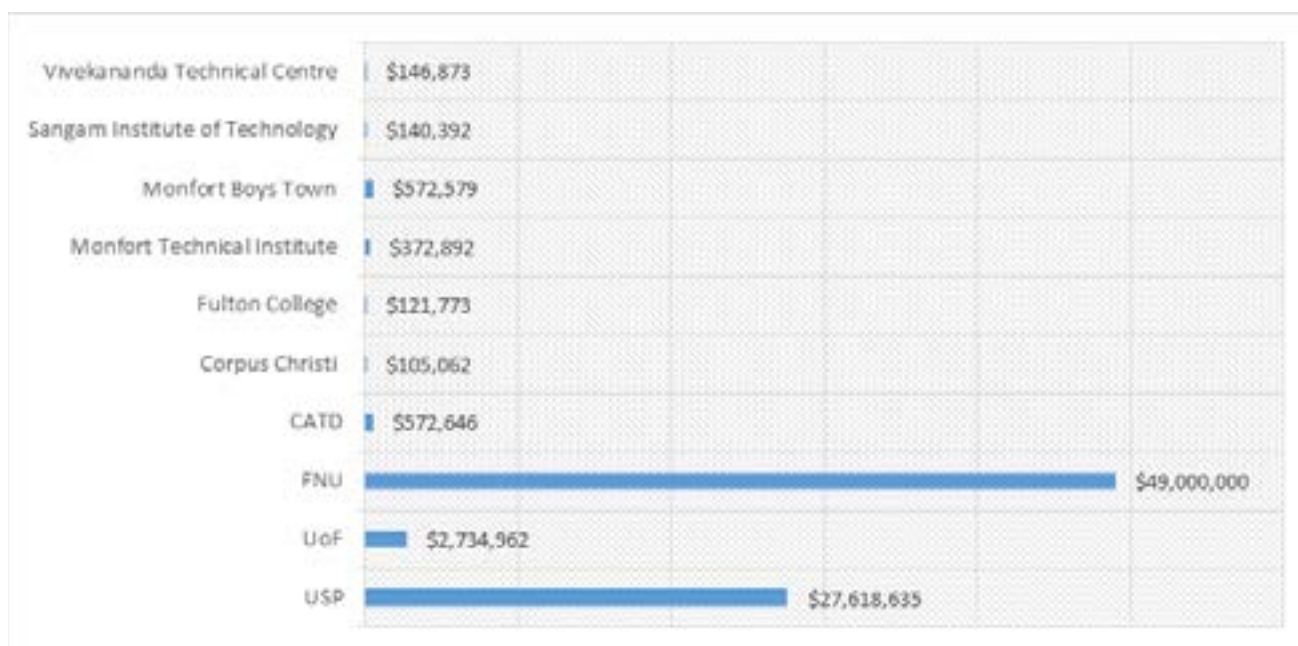 Vivekananda Technical Centre $146,873
Sangam Institute of Technology $140,392
Monfort Boys Town $572,579
Monfort Technical Institute $372,892
Fulton College $121,773
Corpus Christi $105,062
CATD $572,646
FNU $49,000,000
UoF $2,734,962
USP $27,618,635